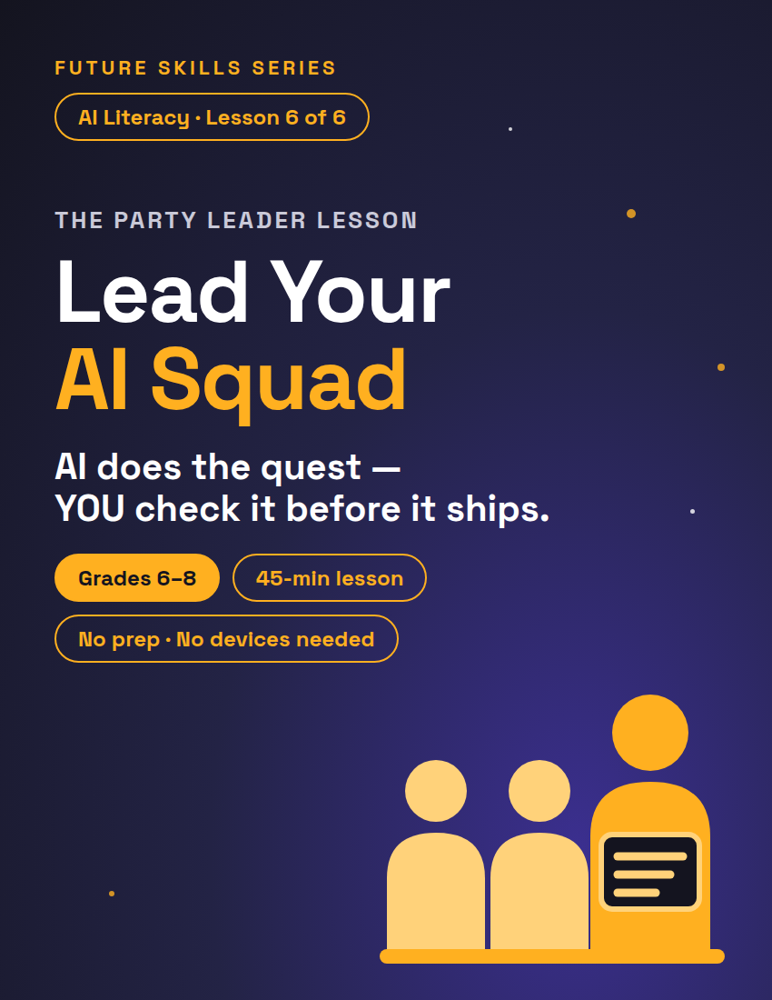 FUTURE SKILLS SERIES
AI Literacy · Lesson 6 of 6
THE PARTY LEADER LESSON
Lead Your
AI Squad
AI does the quest —
YOU check it before it ships.
Grades 6–8
45-min lesson
No prep · No devices needed